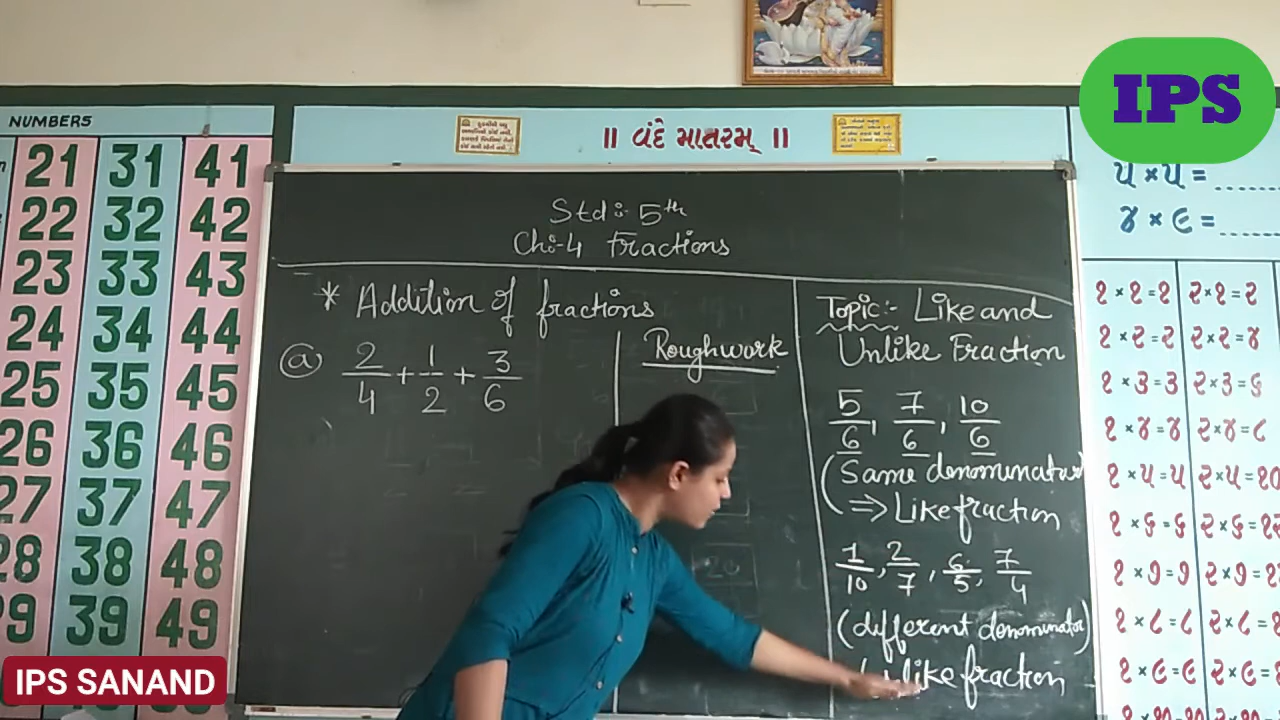 IPS
NUMBERS
॥ વંદે માતરમ્ ॥
21 31 41
22 32 42
23 33 43
24 34 44
25 35 45
26 36 46
27 37 47
28 38 48
29 39 49
Std :- 5th
Ch:-4 Fractions
* Addition of fractions
(a) 2/4 + 1/2 + 3/6
Roughwork
Topic:- Like and
Unlike Fraction
5/6, 7/6, 10/6
(Same denominator)
⇒ Like fraction
1/10, 2/7, 6/5, 7/4
(different denominator)
fraction
૫ × ૫ = ......
૪ × ૯ = ......
૧ × ૧ = ૧ ૨ × ૧ = ૨
૧ × ૨ = ૨ ૨ × ૨ = ૪
૧ × ૩ = ૩ ૨ × ૩ = ૬
૧ × ૪ = ૪ ૨ × ૪ = ૮
૧ × ૫ = ૫ ૨ × ૫ = ૧૦
૧ × ૬ = ૬ ૨ × ૬ =
૧ × ૭ = ૭ ૨ × ૭ =
૧ × ૮ = ૮ ૨ × ૮ =
૧ × ૯ = ૯ ૨ × ૯ =
IPS SANAND